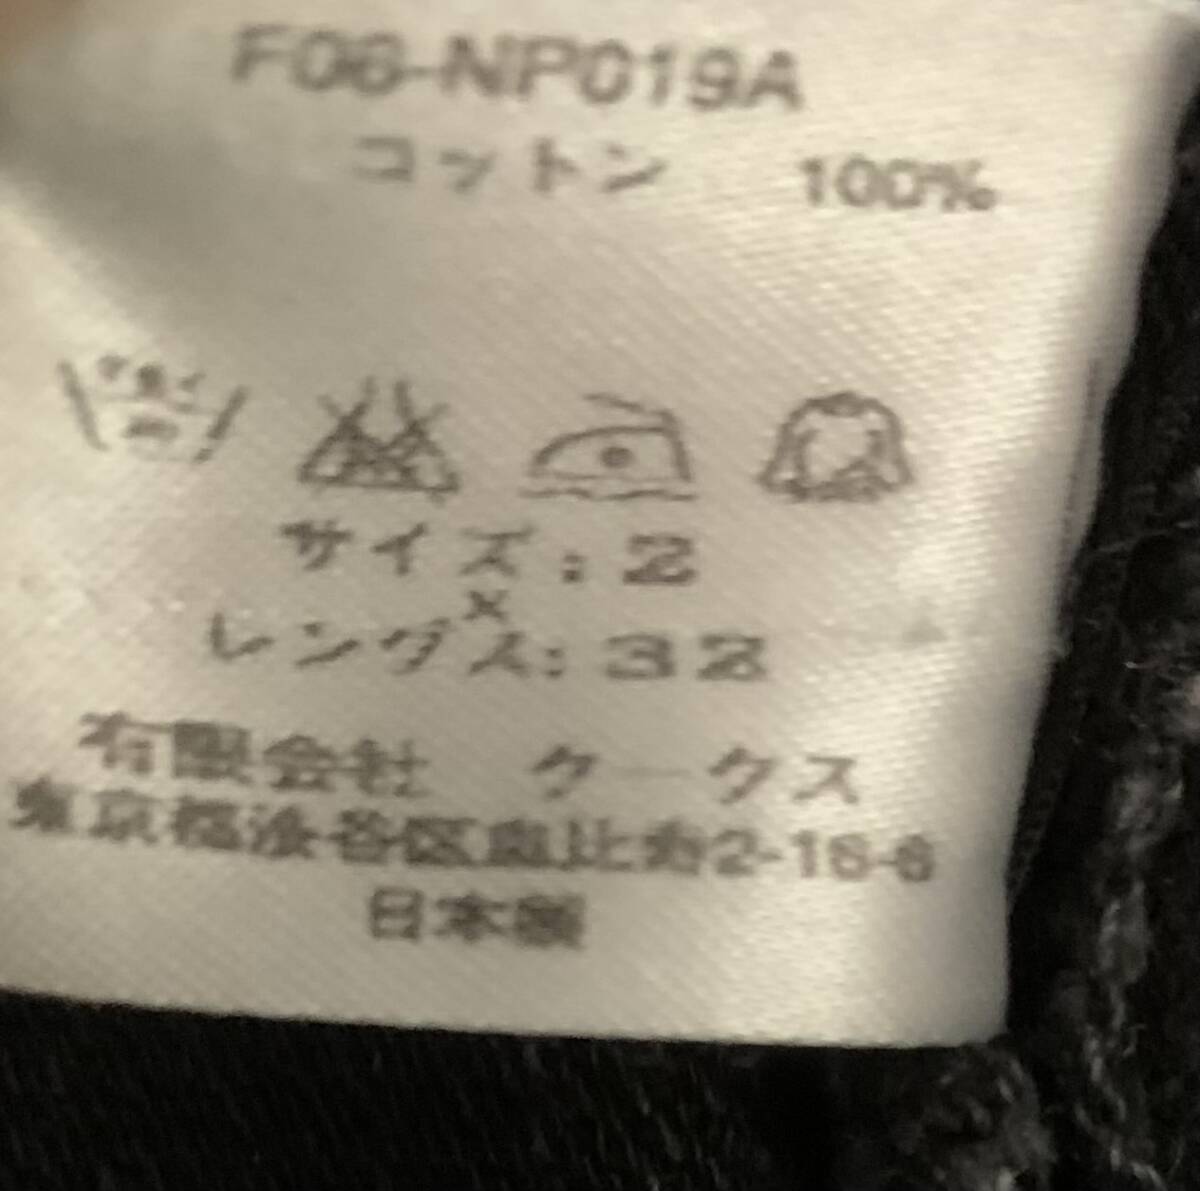 F06-NP019A
コットン 100%
サイズ:2
×
レングス:32
有限会社 ケークス
東京都渋谷区恵比寿2-16-6
日本製